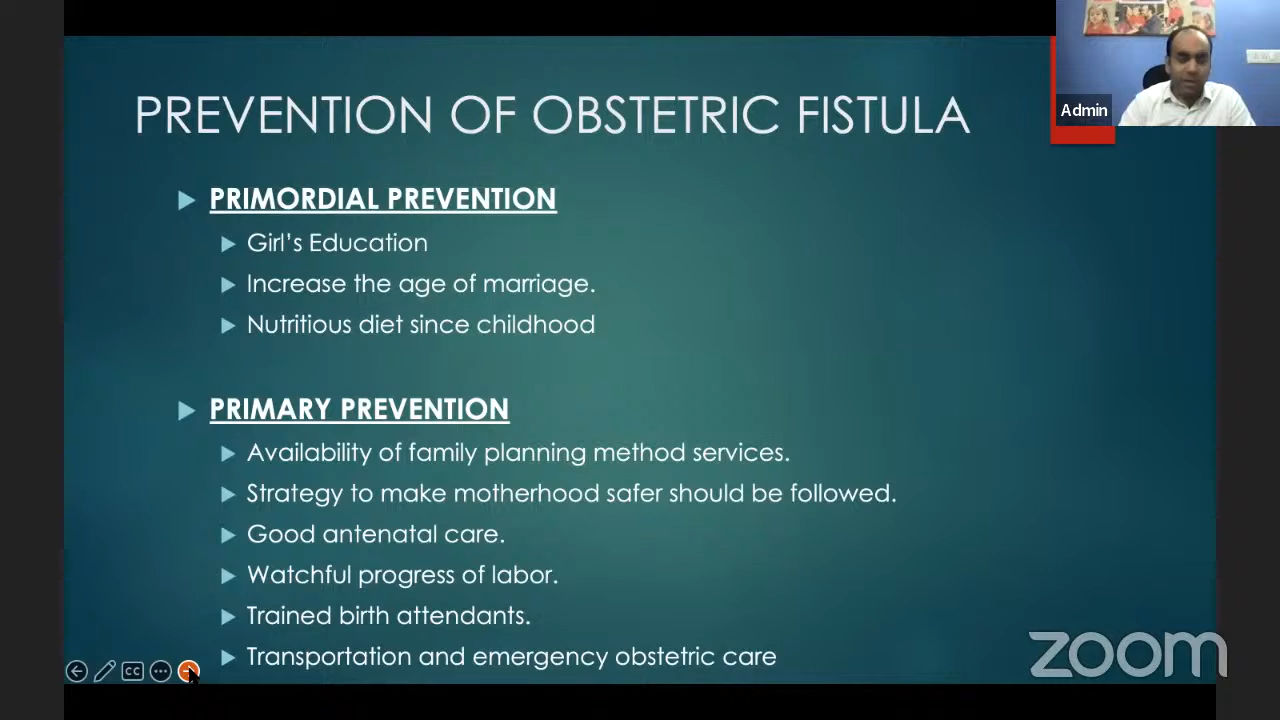 PREVENTION OF OBSTETRIC FISTULA
Admin
PRIMORDIAL PREVENTION
Girl's Education
Increase the age of marriage.
Nutritious diet since childhood
PRIMARY PREVENTION
Availability of family planning method services.
Strategy to make motherhood safer should be followed.
Good antenatal care.
Watchful progress of labor.
Trained birth attendants.
Transportation and emergency obstetric care
CC
zoom